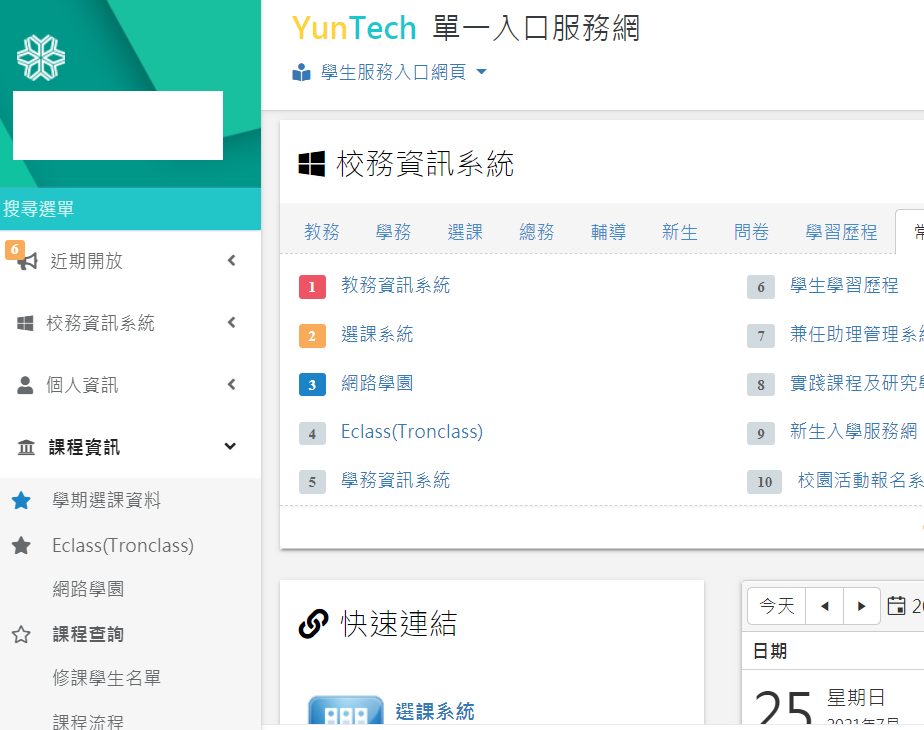 YunTech 單一入口服務網
學生服務入口網頁
搜尋選單
6
近期開放
校務資訊系統
個人資訊
課程資訊
學期選課資料
Eclass(Tronclass)
網路學園
課程查詢
修課學生名單
課程流程
校務資訊系統
教務 學務 選課 總務 輔導 新生 問卷 學習歷程
1 教務資訊系統
2 選課系統
3 網路學園
4 Eclass(Tronclass)
5 學務資訊系統
6 學生學習歷程
7 兼任助理管理系
8 實踐課程及研究
9 新生入學服務網
10 校園活動報名系
快速連結
選課系統
今天 20
日期
25 星期日
2021年7月